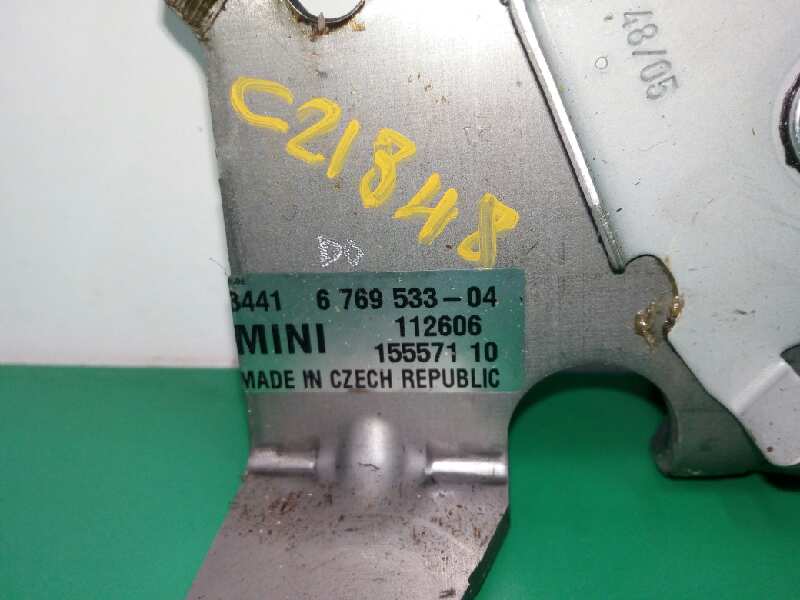 48/05
C21848
3441 6 769 533-04
MINI 112606
155571 10
MADE IN CZECH REPUBLIC